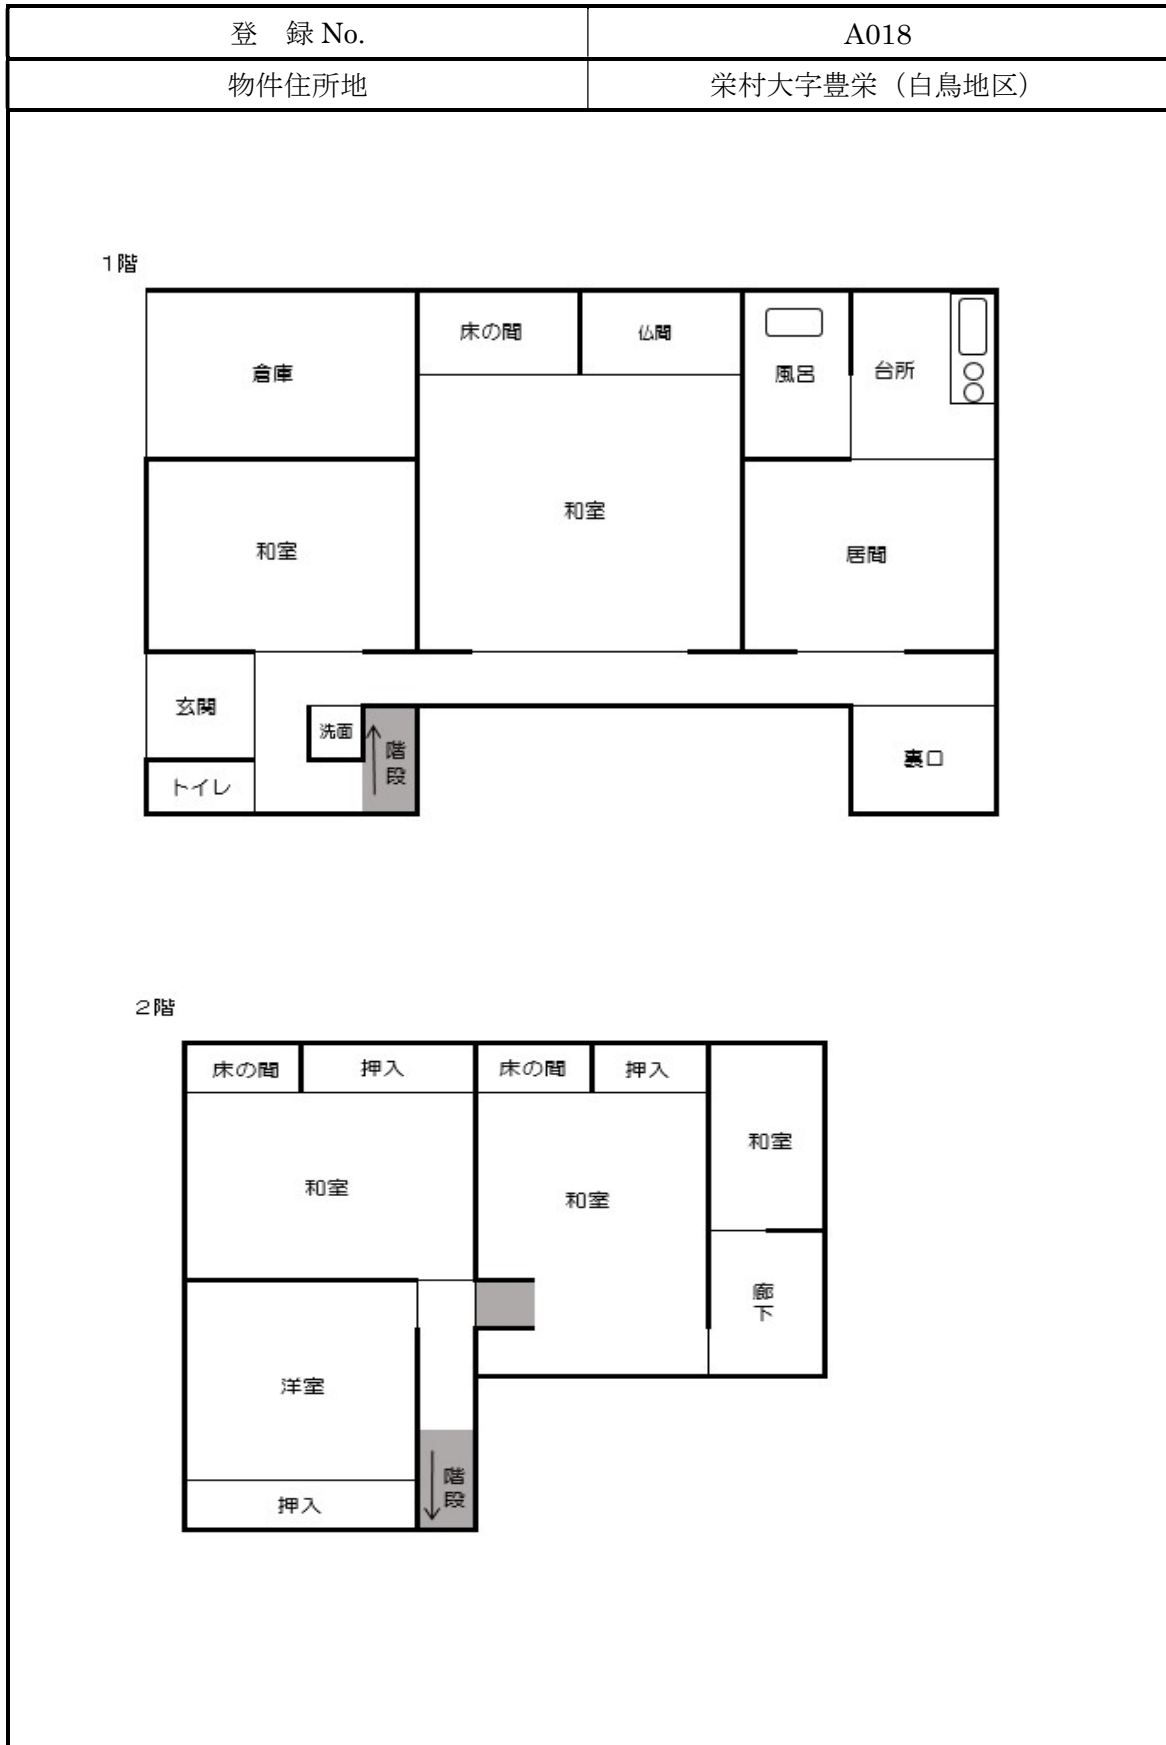 登　録 No.
A018
物件住所地
栄村大字豊栄（白鳥地区）
1階
倉庫
床の間
仏間
風呂
台所
和室
和室
居間
玄関
洗面
階段
裏口
トイレ
2階
床の間
押入
床の間
押入
和室
和室
和室
廊下
洋室
階段
押入